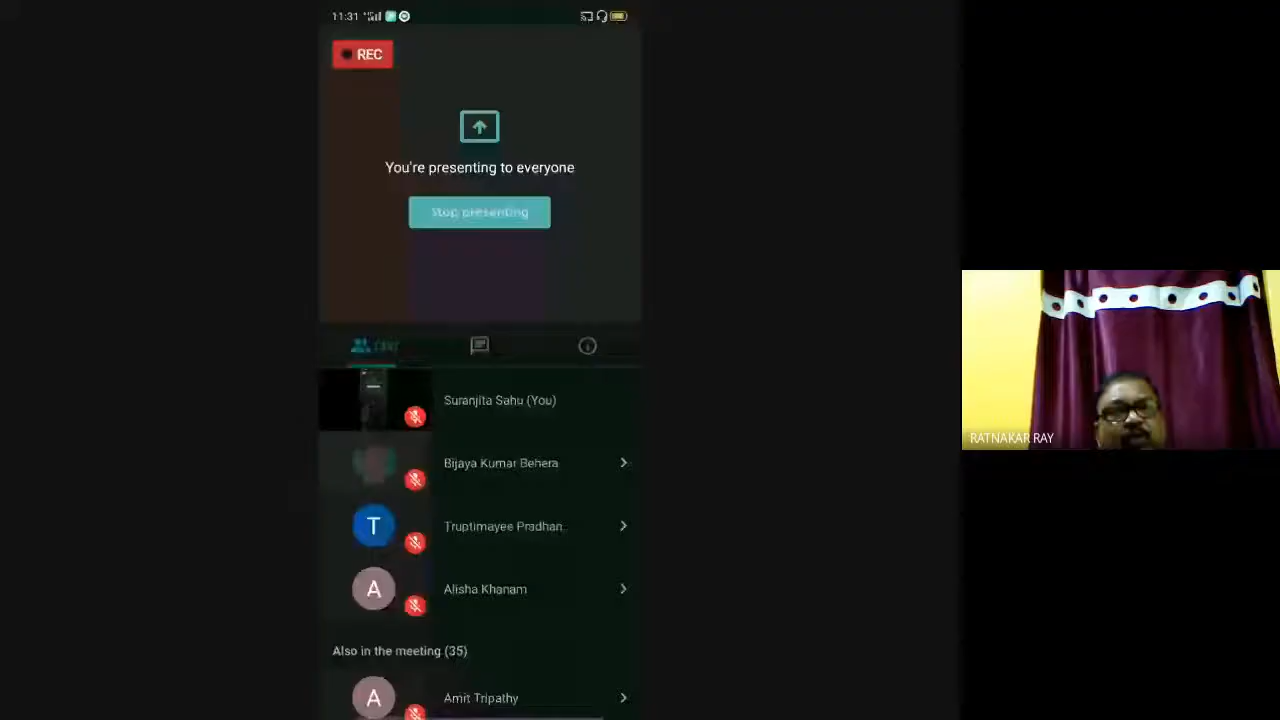 11:31
REC
You're presenting to everyone
Stop presenting
Suranjita Sahu (You)
Bijaya Kumar Behera
Truptimayee Pradhan..
T
Alisha Khanam
A
Also in the meeting (35)
Amit Tripathy
A
RATNAKAR RAY